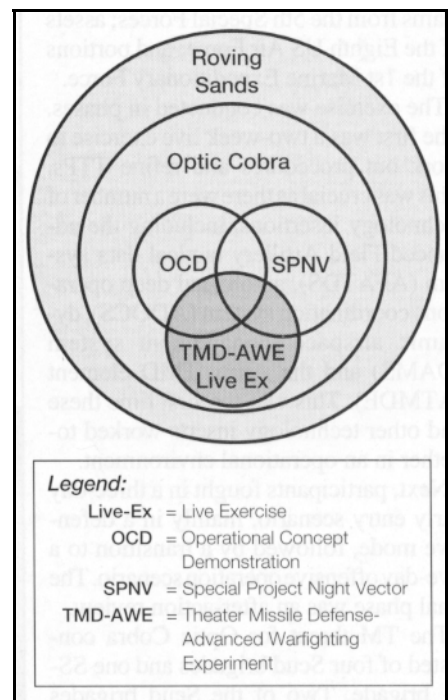 Roving
Sands
Optic Cobra
OCD
SPNV
TMD-AWE
Live Ex
Legend:
Live-Ex = Live Exercise
OCD = Operational Concept
Demonstration
SPNV = Special Project Night Vector
TMD-AWE = Theater Missile Defense-
Advanced Warfighting
Experiment